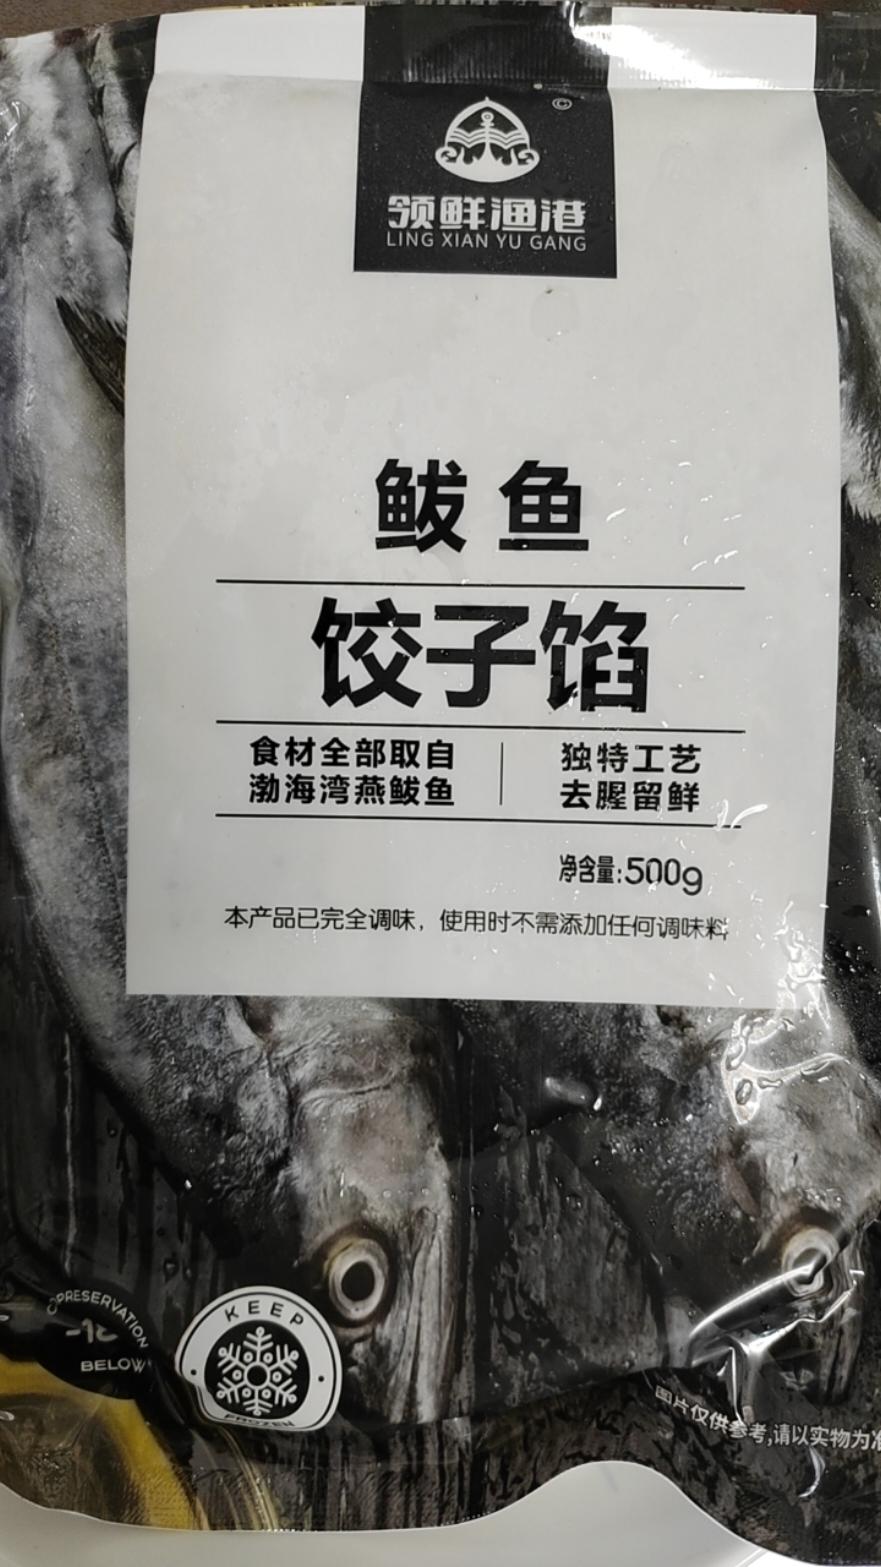 ©
领鲜渔港
LING XIAN YU GANG
鲅鱼
饺子馅
食材全部取自
渤海湾燕鲅鱼
独特工艺
去腥留鲜
净含量:500g
本产品已完全调味，使用时不需添加任何调味料
PRESERVATION
BELOW
KEEP
FROZEN
图片仅供参考,请以实物为准